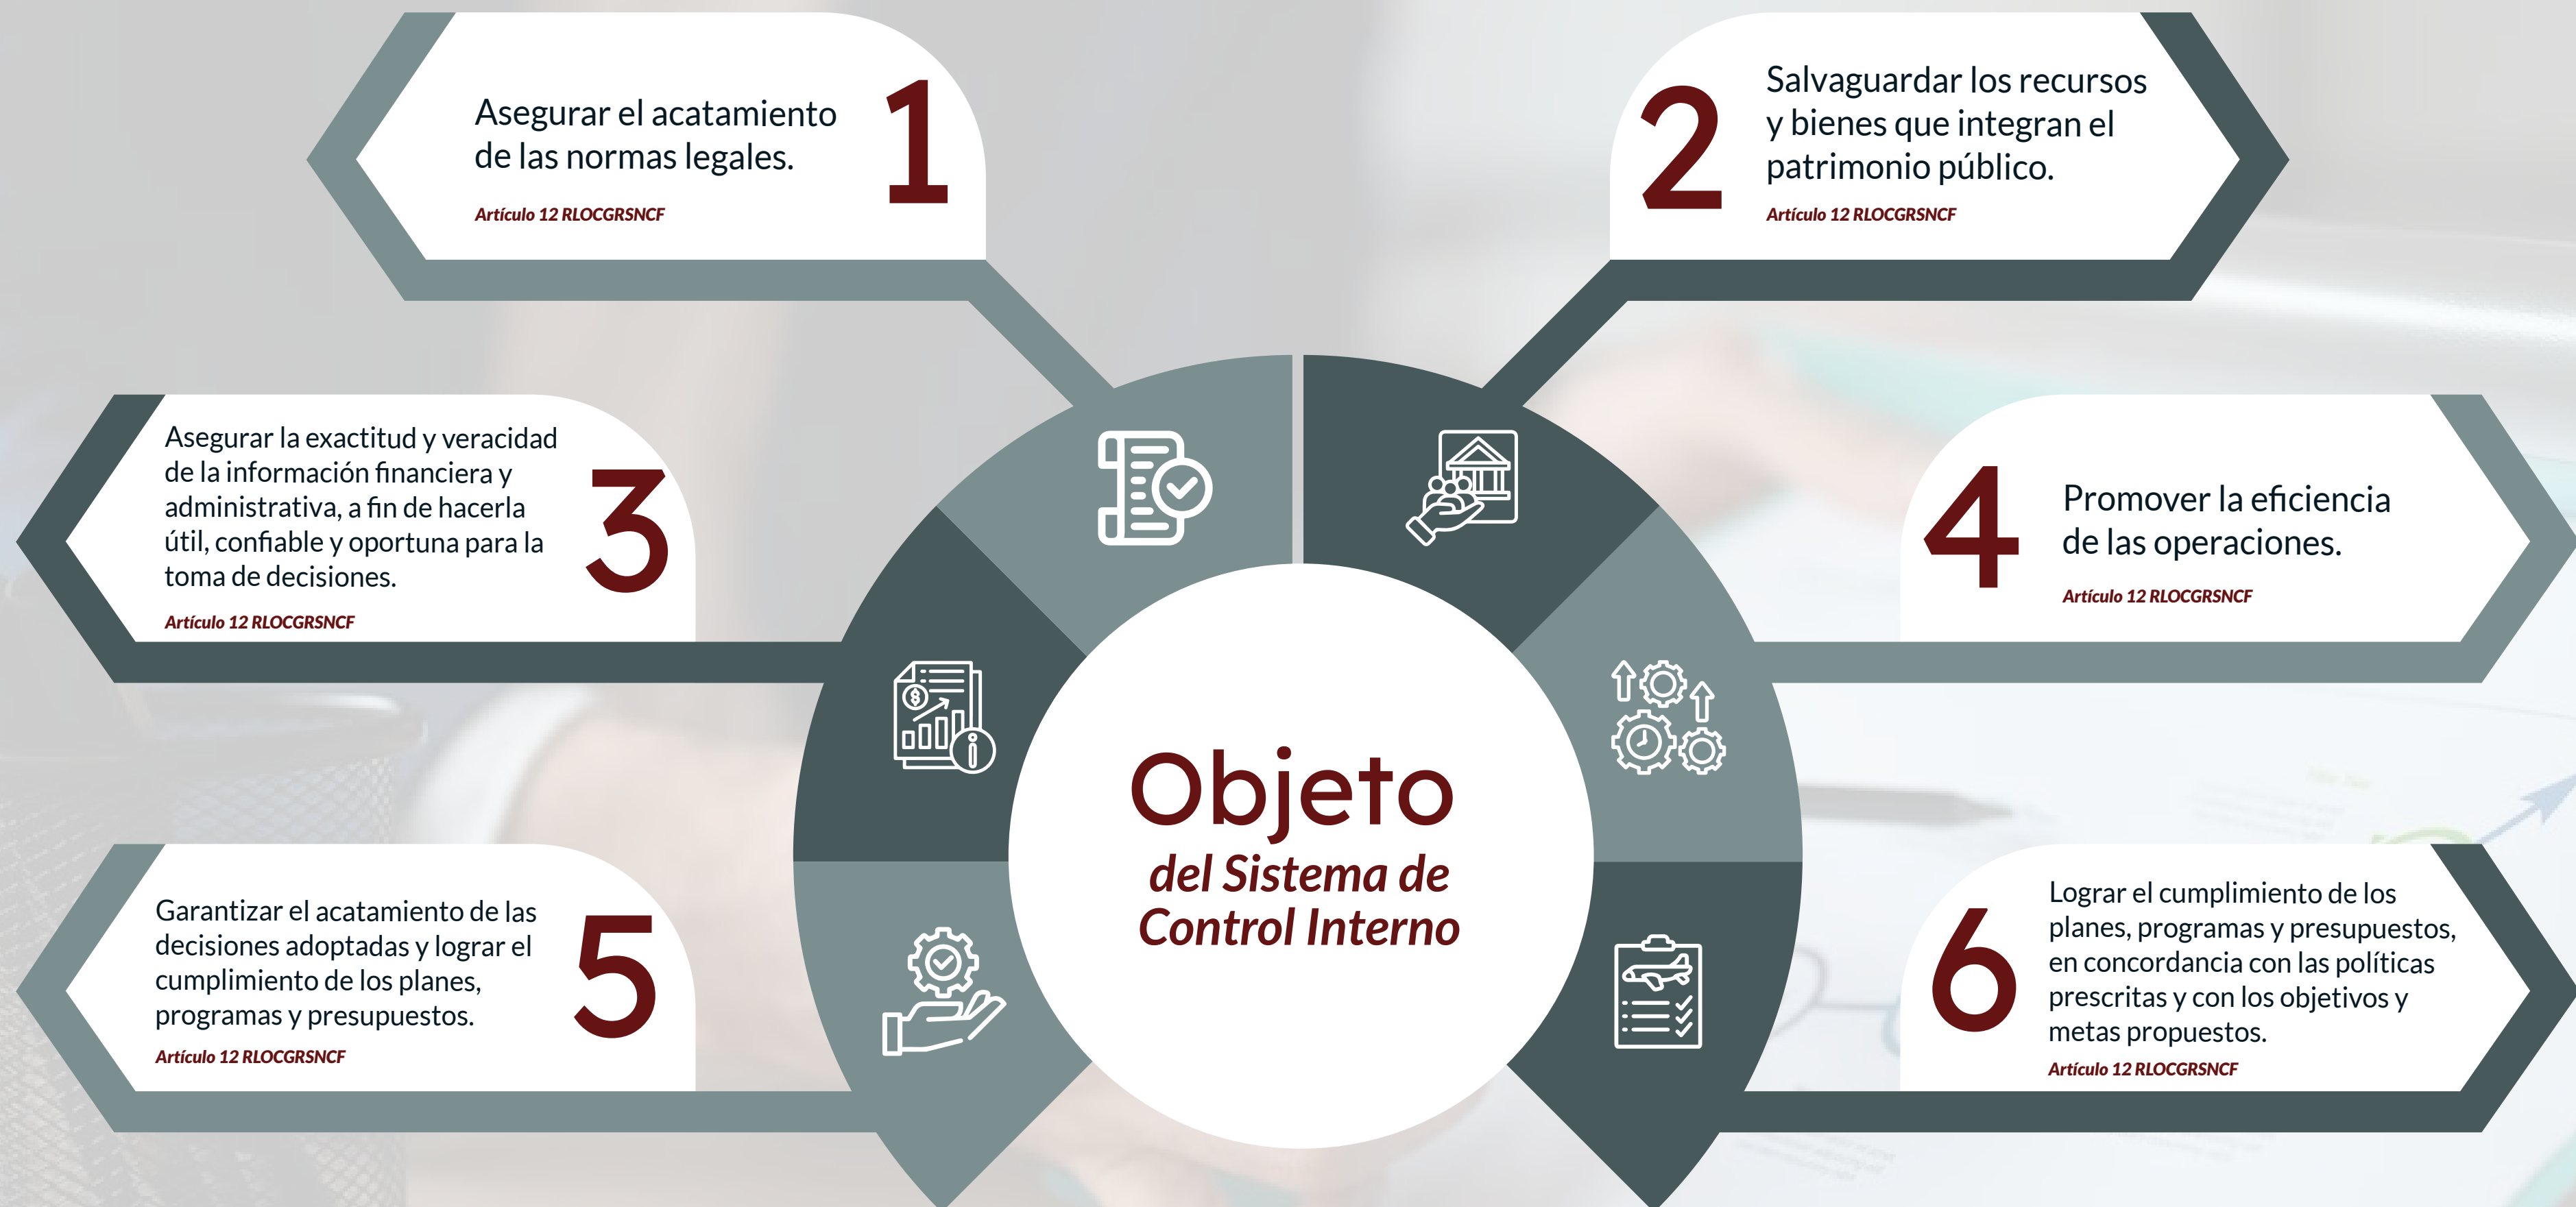 Asegurar el acatamiento
de las normas legales.
Artículo 12 RLOCGRSNCF
1
2
Salvaguardar los recursos
y bienes que integran el
patrimonio público.
Artículo 12 RLOCGRSNCF
Asegurar la exactitud y veracidad
de la información financiera y
administrativa, a fin de hacerla
útil, confiable y oportuna para la
toma de decisiones.
Artículo 12 RLOCGRSNCF
3
4
Promover la eficiencia
de las operaciones.
Artículo 12 RLOCGRSNCF
Objeto
del Sistema de
Control Interno
Garantizar el acatamiento de las
decisiones adoptadas y lograr el
cumplimiento de los planes,
programas y presupuestos.
Artículo 12 RLOCGRSNCF
5
6
Lograr el cumplimiento de los
planes, programas y presupuestos,
en concordancia con las políticas
prescritas y con los objetivos y
metas propuestos.
Artículo 12 RLOCGRSNCF